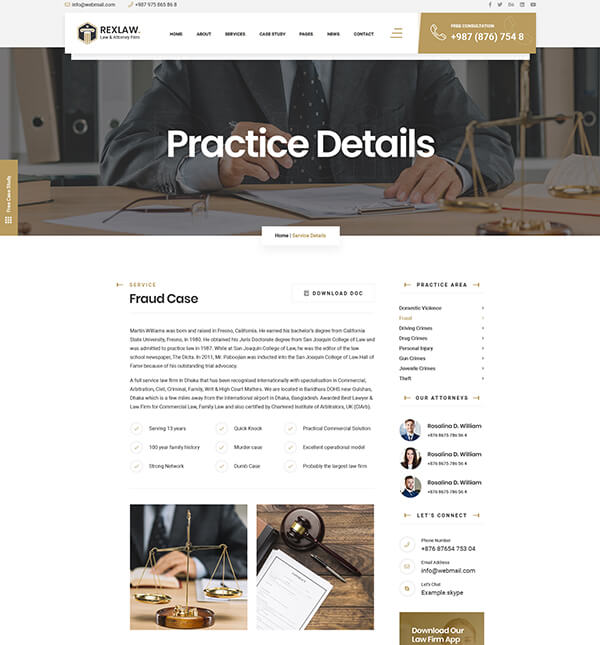 info@webmail.com
+987 975 865 86 8
REXLAW.
Law & Attorney Firm
HOME
ABOUT
SERVICES
CASE STUDY
PAGES
NEWS
CONTACT
FREE CONSULTATION
+987 (876) 754 8
Practice Details
Free Case Study
Home | Service Details
SERVICE
Fraud Case
DOWNLOAD DOC
Martin Williams was born and raised in Fresno, California. He earned his bachelor's degree from California
State University, Fresno, in 1980. He obtained his Juris Doctorate degree from San Joaquin College of Law and
was admitted to practice law in 1987. While at San Joaquin College of Law, he was the editor of the law
school newspaper, The Dicta. In 2011, Mr. Paboojian was inducted into the San Joaquin College of Law Hall of
Fame because of his outstanding trial advocacy.
A full service law firm in Dhaka that has been recognised internationally with specialisation in Commercial,
Arbitration, Civil, Criminal, Family, Writ & High Court Matters. We are located in Baridhara DOHS near Gulshan,
Dhaka which is a few miles away from the international airport in Dhaka, Bangladesh. Awarded Best Lawyer &
Law Firm for Commercial Law, Family Law and also certified by Chartered Institute of Arbitrators, UK (CIArb).
Serving 13 years
Quick Knock
Practical Commercial Solution
100 year family history
Murder case
Excellent operational model
Strong Network
Dumb Case
Probably the largest law firm
PRACTICE AREA
Domestic Violence
Fraud
Driving Crimes
Drug Crimes
Personal Injury
Gun Crimes
Juvenile Crimes
Theft
OUR ATTORNEYS
Rosalina D. William
+876 8675 786 56 4
Rosalina D. William
+876 8675 786 56 4
Rosalina D. William
+876 8675 786 56 4
LET'S CONNECT
Phone Number
+876 87654 753 04
Email Address
info@webmail.com
Let's Chat
Example.skype
Download Our
Law Firm App